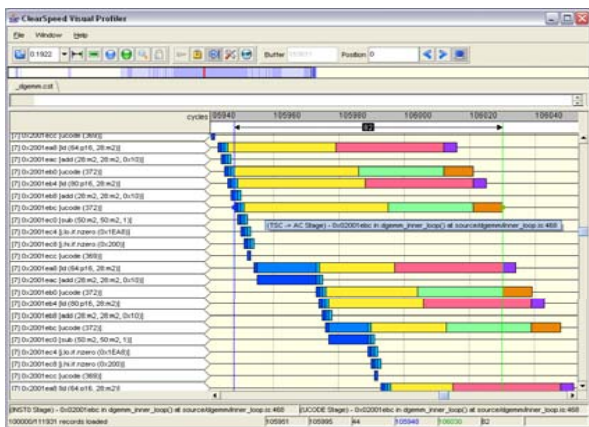 ClearSpeed Visual Profiler
File Window Help
0.1922 Buffer Position 0
_dgemm.cst
cycles 105940 105960 105980 106000 106020 106040
82
[7] 0x2001ecc [ucode (369)]
[7] 0x2001ea8 [ld (64:p16, 28:m2)]
[7] 0x2001eac [add (28:m2, 28:m2, 0x10)]
[7] 0x2001eb0 [ucode (372)]
[7] 0x2001eb4 [ld (80:p16, 28:m2)]
[7] 0x2001eb8 [add (28:m2, 28:m2, 0x10)]
[7] 0x2001ebc [ucode (372)]
[7] 0x2001ec0 [sub (50:m2, 50:m2, 1)]
(TSC -> AC Stage) - 0x02001ebc in dgemm_inner_loop() at source/dgemm/inner_loop.is:468
[7] 0x2001ec4 [j.lo.if.nzero (0x1EA8)]
[7] 0x2001ec8 [j.hi.if.nzero (0x200)]
[7] 0x2001ecc [ucode (369)]
[7] 0x2001ea8 [ld (64:p16, 28:m2)]
[7] 0x2001eac [add (28:m2, 28:m2, 0x10)]
[7] 0x2001eb0 [ucode (372)]
[7] 0x2001eb4 [ld (80:p16, 28:m2)]
[7] 0x2001eb8 [add (28:m2, 28:m2, 0x10)]
[7] 0x2001ebc [ucode (372)]
[7] 0x2001ec0 [sub (50:m2, 50:m2, 1)]
[7] 0x2001ec4 [j.lo.if.nzero (0x1EA8)]
[7] 0x2001ec8 [j.hi.if.nzero (0x200)]
[7] 0x2001ecc [ucode (369)]
[7] 0x2001ea8 [ld (64:p16, 28:m2)]
(INST0 Stage) - 0x02001ebc in dgemm_inner_loop() at source/dgemm/inner_loop.is:468 (UCODE Stage) - 0x02001ebc in dgemm_inner_loop() at source/dgemm/inner_loop.is:468
100000/111931 records loaded 105951 105995 44 105948 106030 82